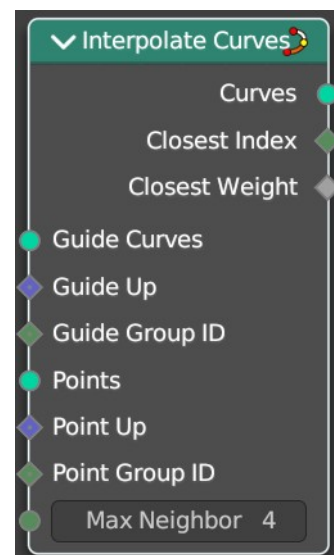 Interpolate Curves
Curves
Closest Index
Closest Weight
Guide Curves
Guide Up
Guide Group ID
Points
Point Up
Point Group ID
Max Neighbor 4